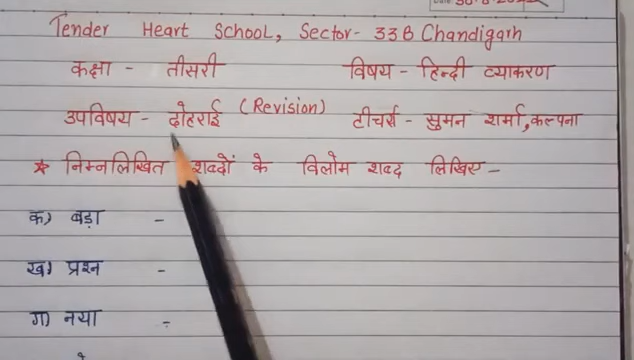 Tender Heart School, Sector- 33B Chandigarh
कक्षा - तीसरी विषय - हिन्दी व्याकरण
उपविषय - दोहराई (Revision) टीचर्स - सुमन शर्मा, कल्पना
* निम्नलिखित शब्दों के विलोम शब्द लिखिए -
क) बड़ा -
ख) प्रश्न -
ग) नया -